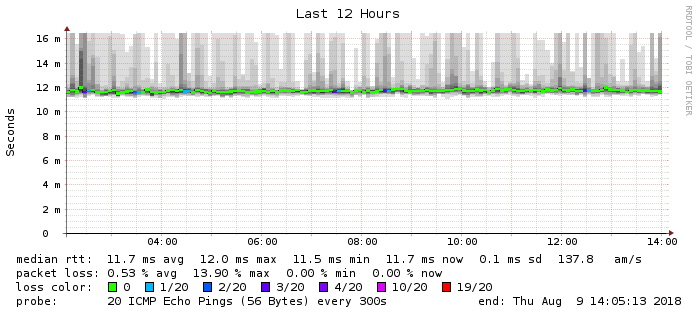 Last 12 Hours
RRDTOOL / TOBI OETIKER
Seconds
16 m
14 m
12 m
10 m
8 m
6 m
4 m
2 m
0
04:00 06:00 08:00 10:00 12:00 14:00
median rtt: 11.7 ms avg 12.0 ms max 11.5 ms min 11.7 ms now 0.1 ms sd 137.8 am/s
packet loss: 0.53 % avg 13.90 % max 0.00 % min 0.00 % now
loss color: 0 1/20 2/20 3/20 4/20 10/20 19/20
probe: 20 ICMP Echo Pings (56 Bytes) every 300s end: Thu Aug 9 14:05:13 2018